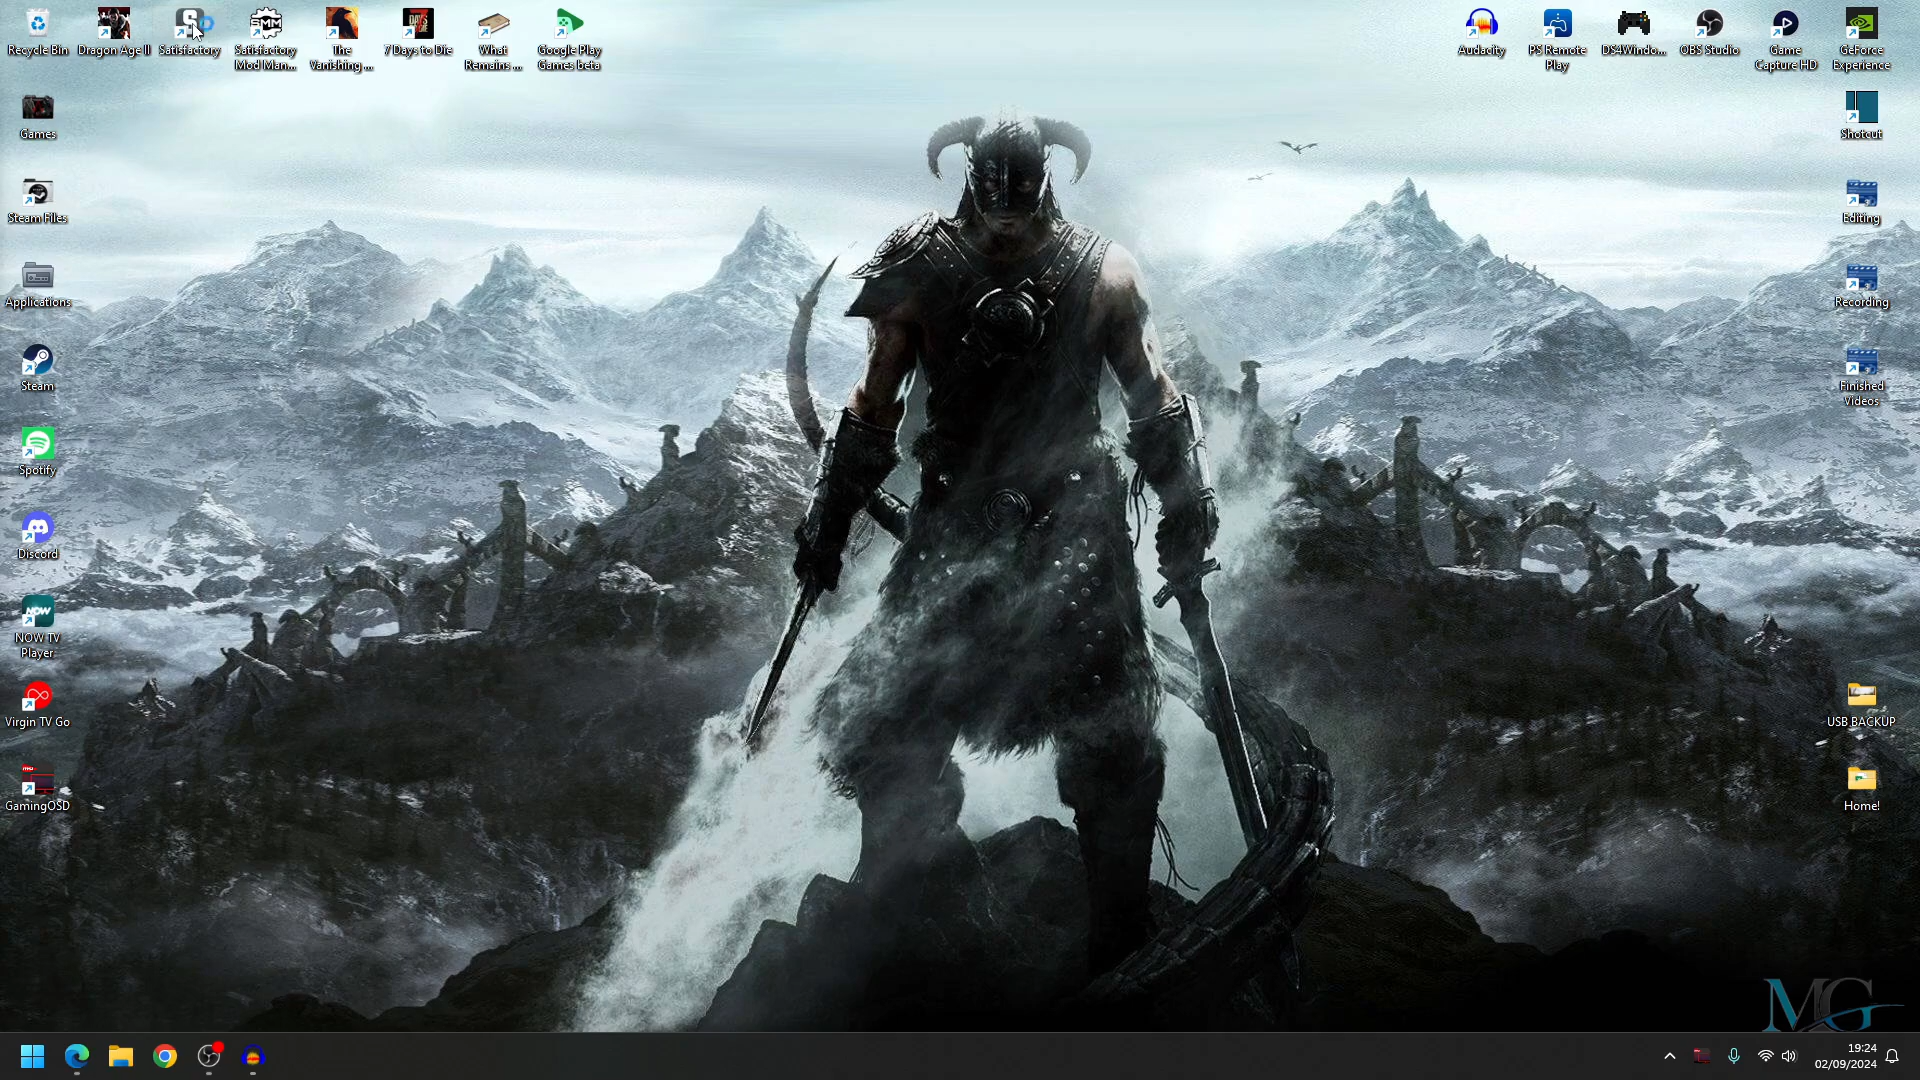 Recycle Bin
Dragon Age II
Satisfactory
Satisfactory
Mod Man...
The
Vanishing ...
7 Days to Die
What
Remains ...
Google Play
Games beta
Audacity
PS Remote
Play
DS4Windo...
OBS Studio
Game
Capture HD
GeForce
Experience
Games
Shotcut
Steam Files
Editing
Applications
Recording
Steam
Finished
Videos
Spotify
Discord
NOW TV
Player
Virgin TV Go
USB BACKUP
GamingOSD
Home!
MG
19:24
02/09/2024